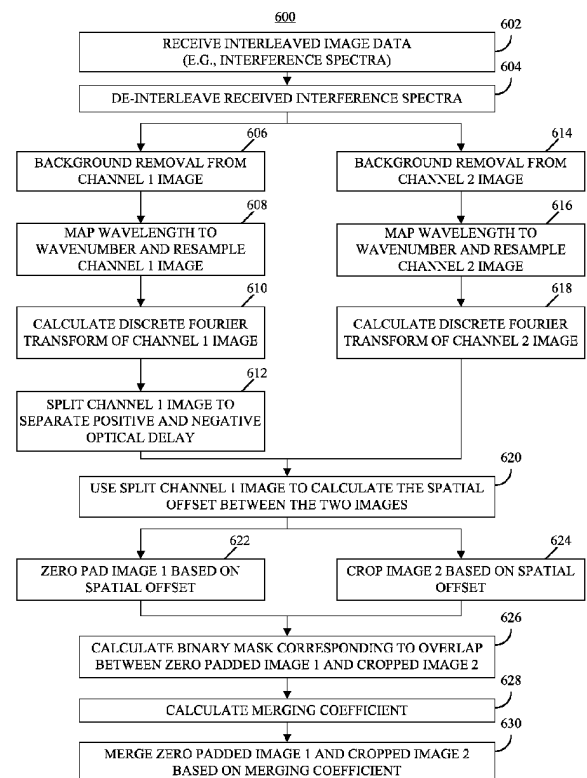 600
602
RECEIVE INTERLEAVED IMAGE DATA
(E.G., INTERFERENCE SPECTRA)
604
DE-INTERLEAVE RECEIVED INTERFERENCE SPECTRA
606
BACKGROUND REMOVAL FROM
CHANNEL 1 IMAGE
614
BACKGROUND REMOVAL FROM
CHANNEL 2 IMAGE
608
MAP WAVELENGTH TO
WAVENUMBER AND RESAMPLE
CHANNEL 1 IMAGE
616
MAP WAVELENGTH TO
WAVENUMBER AND RESAMPLE
CHANNEL 2 IMAGE
610
CALCULATE DISCRETE FOURIER
TRANSFORM OF CHANNEL 1 IMAGE
618
CALCULATE DISCRETE FOURIER
TRANSFORM OF CHANNEL 2 IMAGE
612
SPLIT CHANNEL 1 IMAGE TO
SEPARATE POSITIVE AND NEGATIVE
OPTICAL DELAY
620
USE SPLIT CHANNEL 1 IMAGE TO CALCULATE THE SPATIAL
OFFSET BETWEEN THE TWO IMAGES
622
ZERO PAD IMAGE 1 BASED ON
SPATIAL OFFSET
624
CROP IMAGE 2 BASED ON SPATIAL
OFFSET
626
CALCULATE BINARY MASK CORRESPONDING TO OVERLAP
BETWEEN ZERO PADDED IMAGE 1 AND CROPPED IMAGE 2
628
CALCULATE MERGING COEFFICIENT
630
MERGE ZERO PADDED IMAGE 1 AND CROPPED IMAGE 2
BASED ON MERGING COEFFICIENT